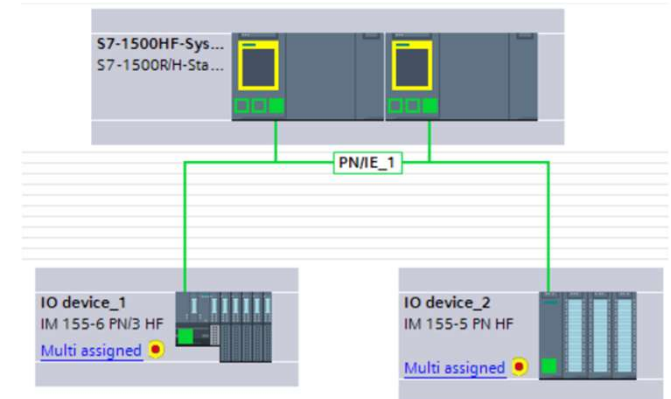 S7-1500HF-Sys...
S7-1500R/H-Sta...
PN/IE_1
IO device_1
IM 155-6 PN/3 HF
Multi assigned
IO device_2
IM 155-5 PN HF
Multi assigned